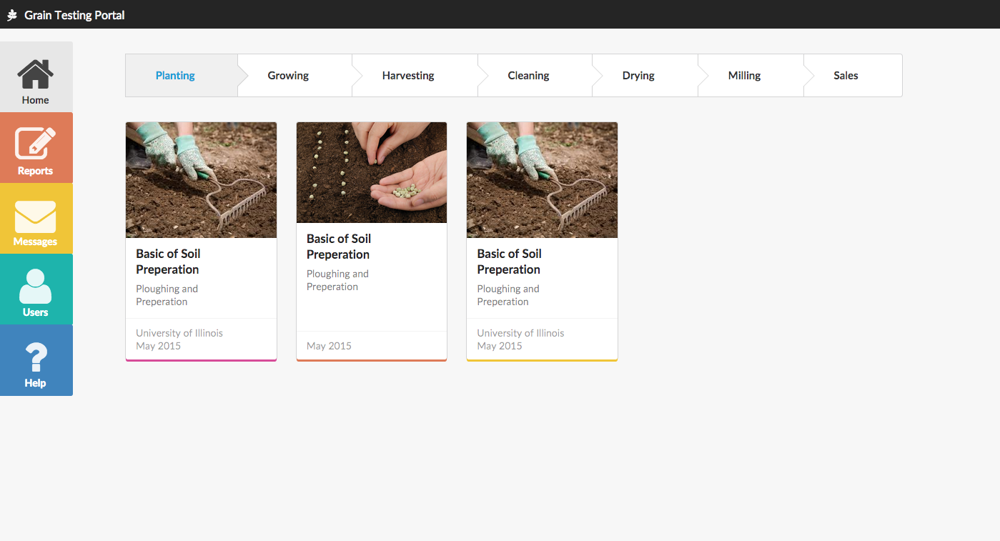 Grain Testing Portal
Home
Reports
Messages
Users
Help
Planting
Growing
Harvesting
Cleaning
Drying
Milling
Sales
Basic of Soil
Preperation
Ploughing and
Preperation
University of Illinois
May 2015
Basic of Soil
Preperation
Ploughing and
Preperation
May 2015
Basic of Soil
Preperation
Ploughing and
Preperation
University of Illinois
May 2015